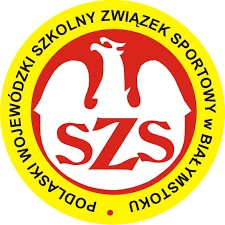 PODLASKI WOJEWÓDZKI SZKOLNY ZWIĄZEK SPORTOWY W BIAŁYMSTOKU
SZS